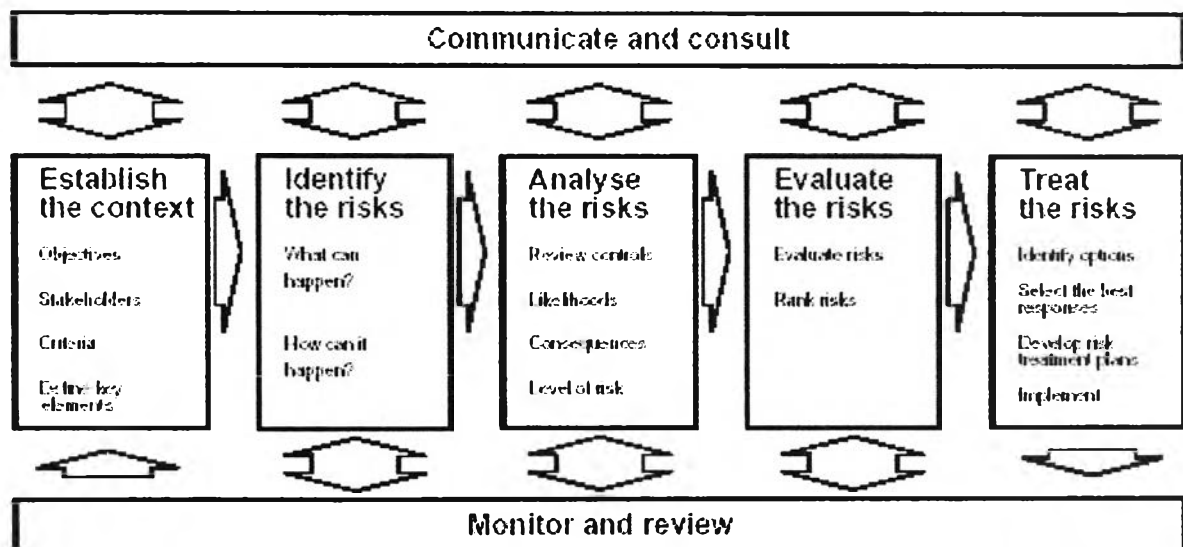 Communicate and consult
Establish
the context
Objectives
Stakeholders
Criteria
Define key
elements
Identify
the risks
What can
happen?
How can it
happen?
Analyse
the risks
Review controls
Likelihoods
Consequences
Level of risk
Evaluate
the risks
Evaluate risks
Rank risks
Treat
the risks
Identify options
Select the best
responses
Develop risk
treatment plans
Implement
Monitor and review